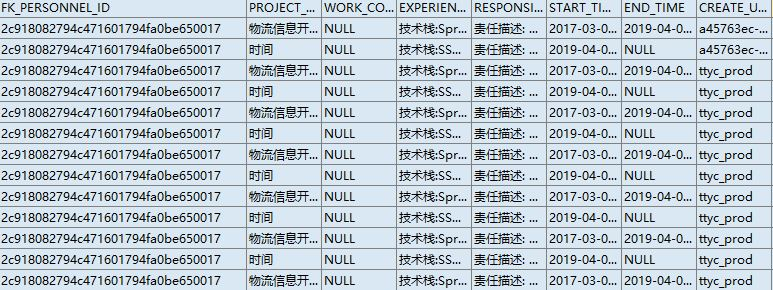 FK_PERSONNEL_ID PROJECT_... WORK_CO... EXPERIEN... RESPONSI... START_TI... END_TIME CREATE_U...
2c918082794c471601794fa0be650017 物流信息开... NULL 技术栈:Spr... 责任描述: ... 2017-03-0... 2019-04-0... a45763ec-...
2c918082794c471601794fa0be650017 时间 NULL 技术栈:SS... 责任描述: ... 2019-04-0... NULL a45763ec-...
2c918082794c471601794fa0be650017 物流信息开... NULL 技术栈:Spr... 责任描述: ... 2017-03-0... 2019-04-0... ttyc_prod
2c918082794c471601794fa0be650017 时间 NULL 技术栈:SS... 责任描述: ... 2019-04-0... NULL ttyc_prod
2c918082794c471601794fa0be650017 物流信息开... NULL 技术栈:Spr... 责任描述: ... 2017-03-0... 2019-04-0... ttyc_prod
2c918082794c471601794fa0be650017 时间 NULL 技术栈:SS... 责任描述: ... 2019-04-0... NULL ttyc_prod
2c918082794c471601794fa0be650017 物流信息开... NULL 技术栈:Spr... 责任描述: ... 2017-03-0... 2019-04-0... ttyc_prod
2c918082794c471601794fa0be650017 时间 NULL 技术栈:SS... 责任描述: ... 2019-04-0... NULL ttyc_prod
2c918082794c471601794fa0be650017 物流信息开... NULL 技术栈:Spr... 责任描述: ... 2017-03-0... 2019-04-0... ttyc_prod
2c918082794c471601794fa0be650017 时间 NULL 技术栈:SS... 责任描述: ... 2019-04-0... NULL ttyc_prod
2c918082794c471601794fa0be650017 物流信息开... NULL 技术栈:Spr... 责任描述: ... 2017-03-0... 2019-04-0... ttyc_prod
2c918082794c471601794fa0be650017 时间 NULL 技术栈:SS... 责任描述: ... 2019-04-0... NULL ttyc_prod
2c918082794c471601794fa0be650017 物流信息开... NULL 技术栈:Spr... 责任描述: ... 2017-03-0... 2019-04-0... ttyc_prod